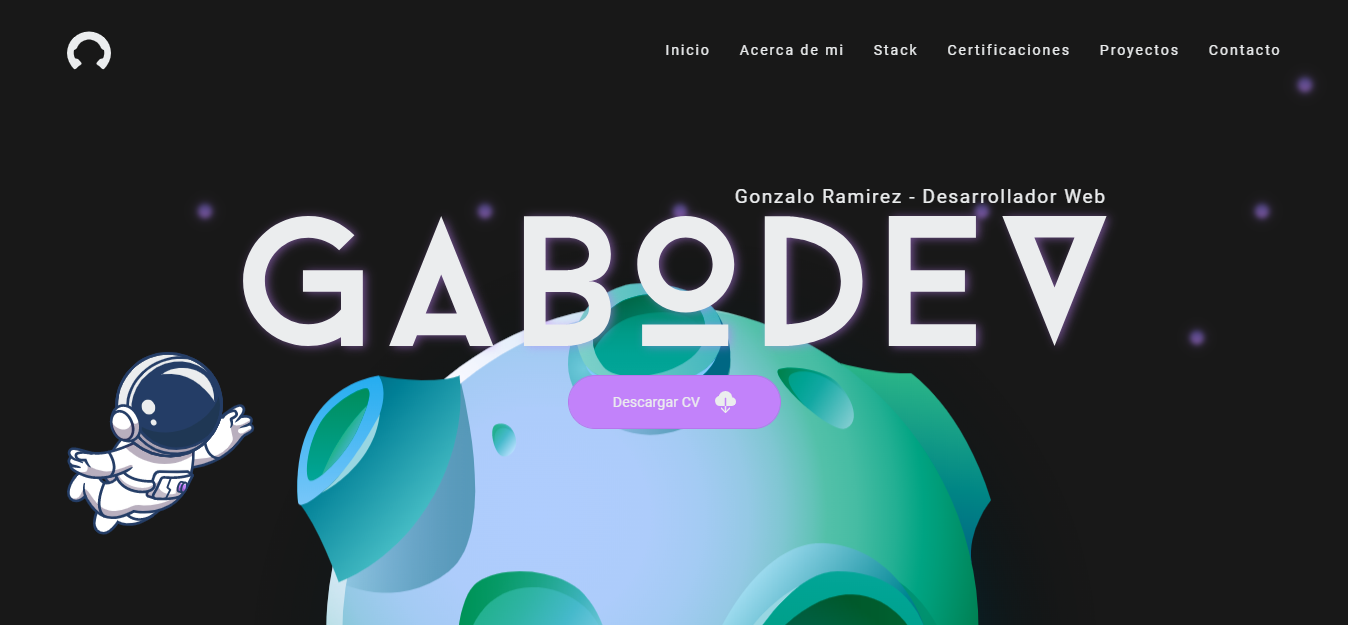 Inicio Acerca de mi Stack Certificaciones Proyectos Contacto
Gonzalo Ramirez - Desarrollador Web
GABODEV
Descargar CV